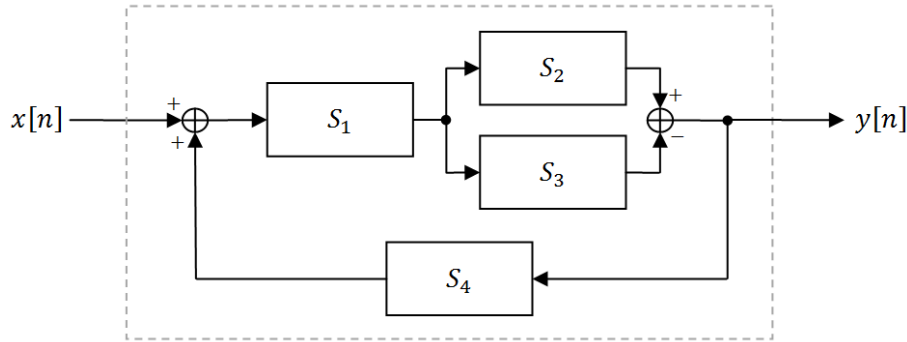 S₂
x[n] + + S₁ + − y[n]
S₃
S₄